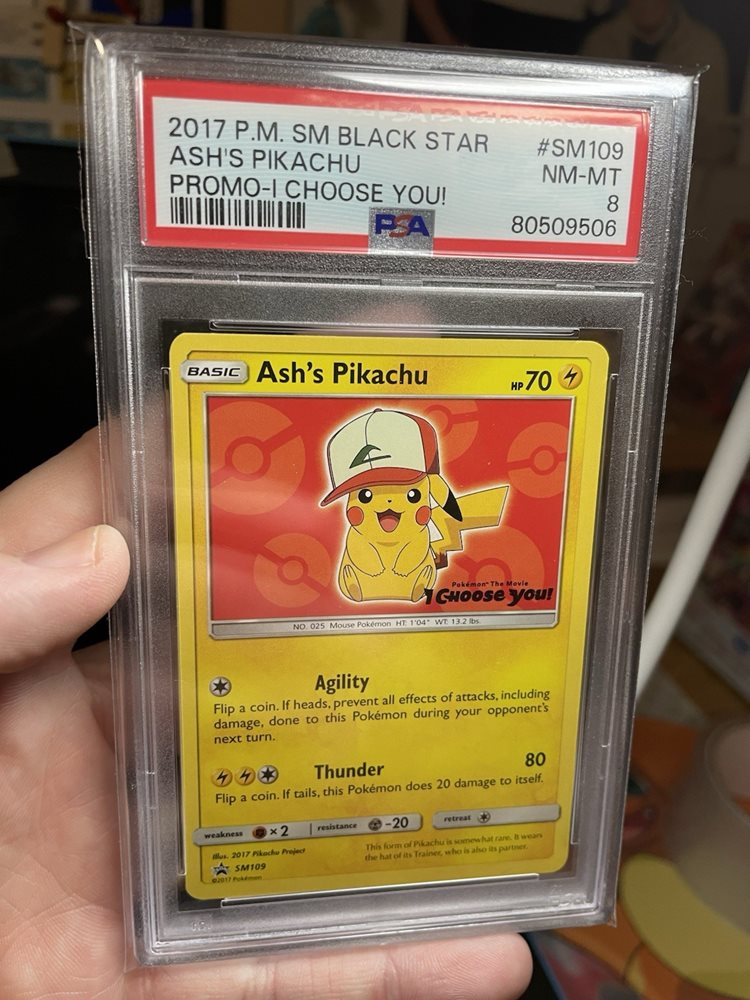 2017 P.M. SM BLACK STAR #SM109
ASH'S PIKACHU NM-MT
PROMO-I CHOOSE YOU! 8
PSA 80509506
BASIC Ash's Pikachu HP 70
Pokémon The Movie
I Choose you!
NO. 025 Mouse Pokémon HT: 1'04" WT: 13.2 lbs.
Agility
Flip a coin. If heads, prevent all effects of attacks, including
damage, done to this Pokémon during your opponent's
next turn.
Thunder 80
Flip a coin. If tails, this Pokémon does 20 damage to itself.
weakness ×2 resistance -20 retreat
Illus. 2017 Pikachu Project
This form of Pikachu is somewhat rare. It wears
the hat of its Trainer, who is also its partner.
SM109
©2017 Pokémon